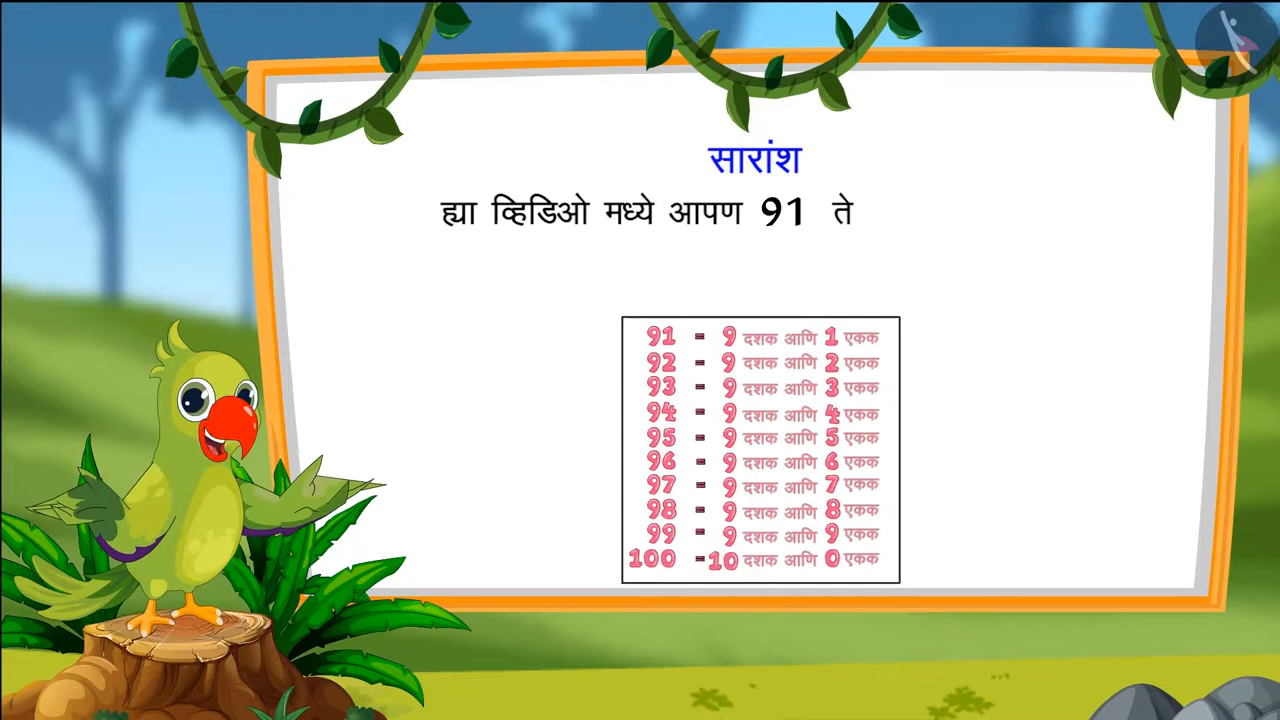 सारांश
ह्या व्हिडिओ मध्ये आपण 91 ते
91 - 9 दशक आणि 1 एकक
92 - 9 दशक आणि 2 एकक
93 - 9 दशक आणि 3 एकक
94 - 9 दशक आणि 4 एकक
95 - 9 दशक आणि 5 एकक
96 - 9 दशक आणि 6 एकक
97 - 9 दशक आणि 7 एकक
98 - 9 दशक आणि 8 एकक
99 - 9 दशक आणि 9 एकक
100 - 10 दशक आणि 0 एकक